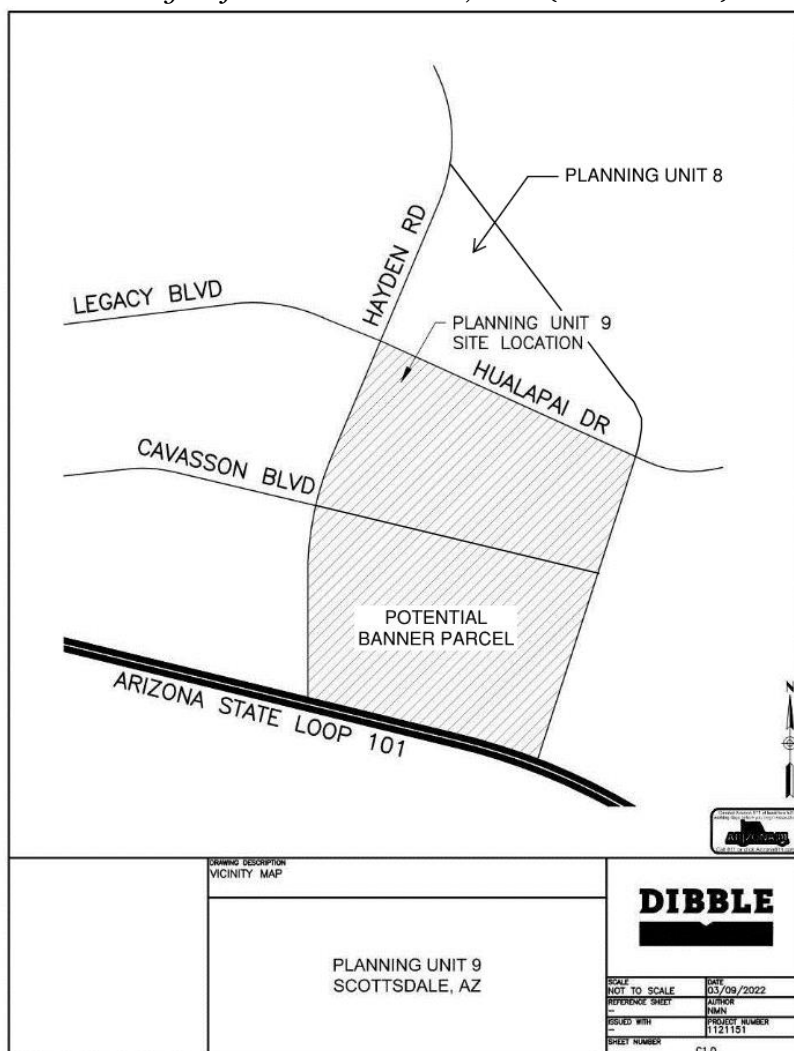 PLANNING UNIT 8
HAYDEN RD
LEGACY BLVD
PLANNING UNIT 9
SITE LOCATION
HUALAPAI DR
CAVASSON BLVD
POTENTIAL
BANNER PARCEL
ARIZONA STATE LOOP 101
N
DRAWING DESCRIPTION
VICINITY MAP
PLANNING UNIT 9
SCOTTSDALE, AZ
DIBBLE
SCALE
NOT TO SCALE
DATE
03/09/2022
REFERENCE SHEET
--
AUTHOR
NMN
ISSUED WITH
--
PROJECT NUMBER
1121151
SHEET NUMBER